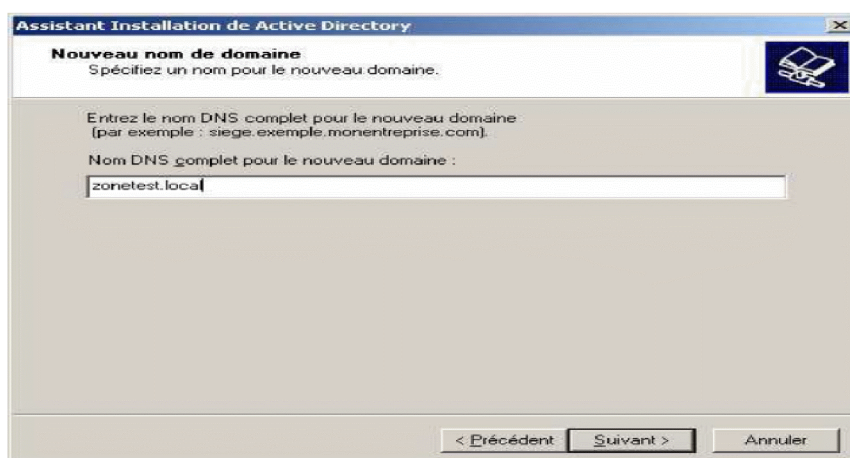 Assistant Installation de Active Directory
Nouveau nom de domaine
Spécifiez un nom pour le nouveau domaine.
Entrez le nom DNS complet pour le nouveau domaine
(par exemple : siege.exemple.monentreprise.com).
Nom DNS complet pour le nouveau domaine :
zonetest.local
< Précédent Suivant > Annuler